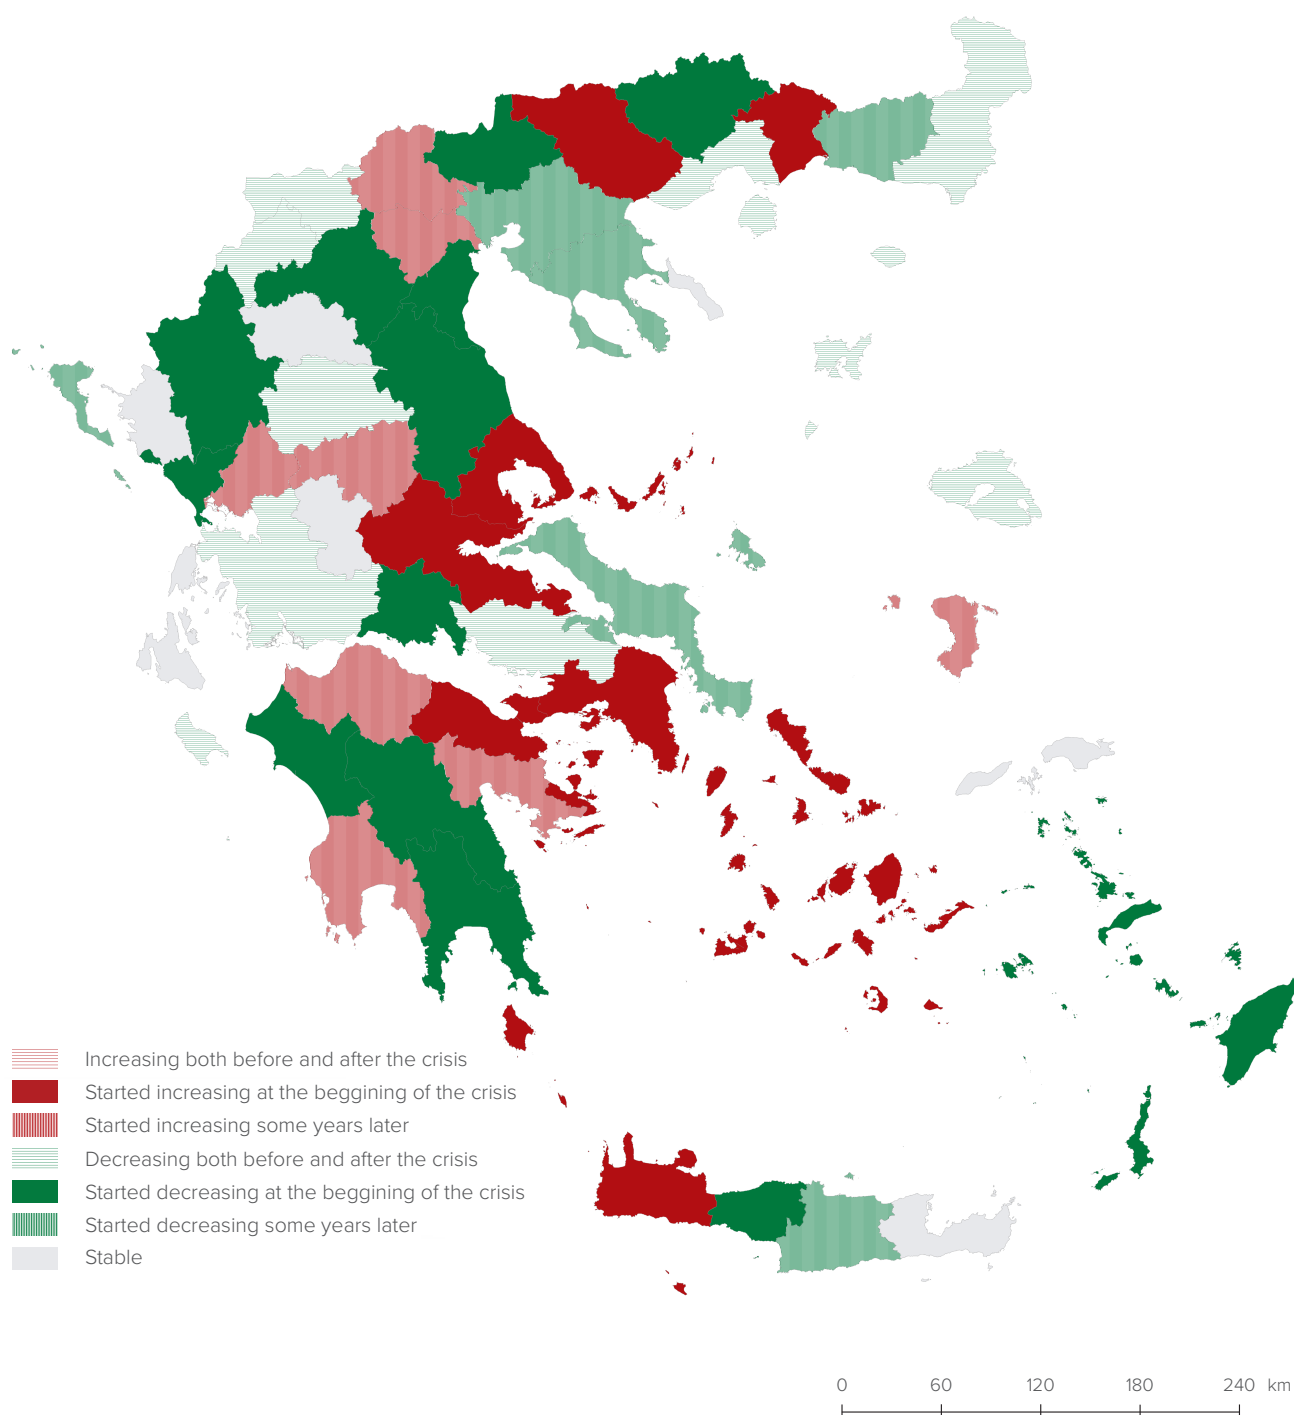 Increasing both before and after the crisis
Started increasing at the beggining of the crisis
Started increasing some years later
Decreasing both before and after the crisis
Started decreasing at the beggining of the crisis
Started decreasing some years later
Stable
0 60 120 180 240 km